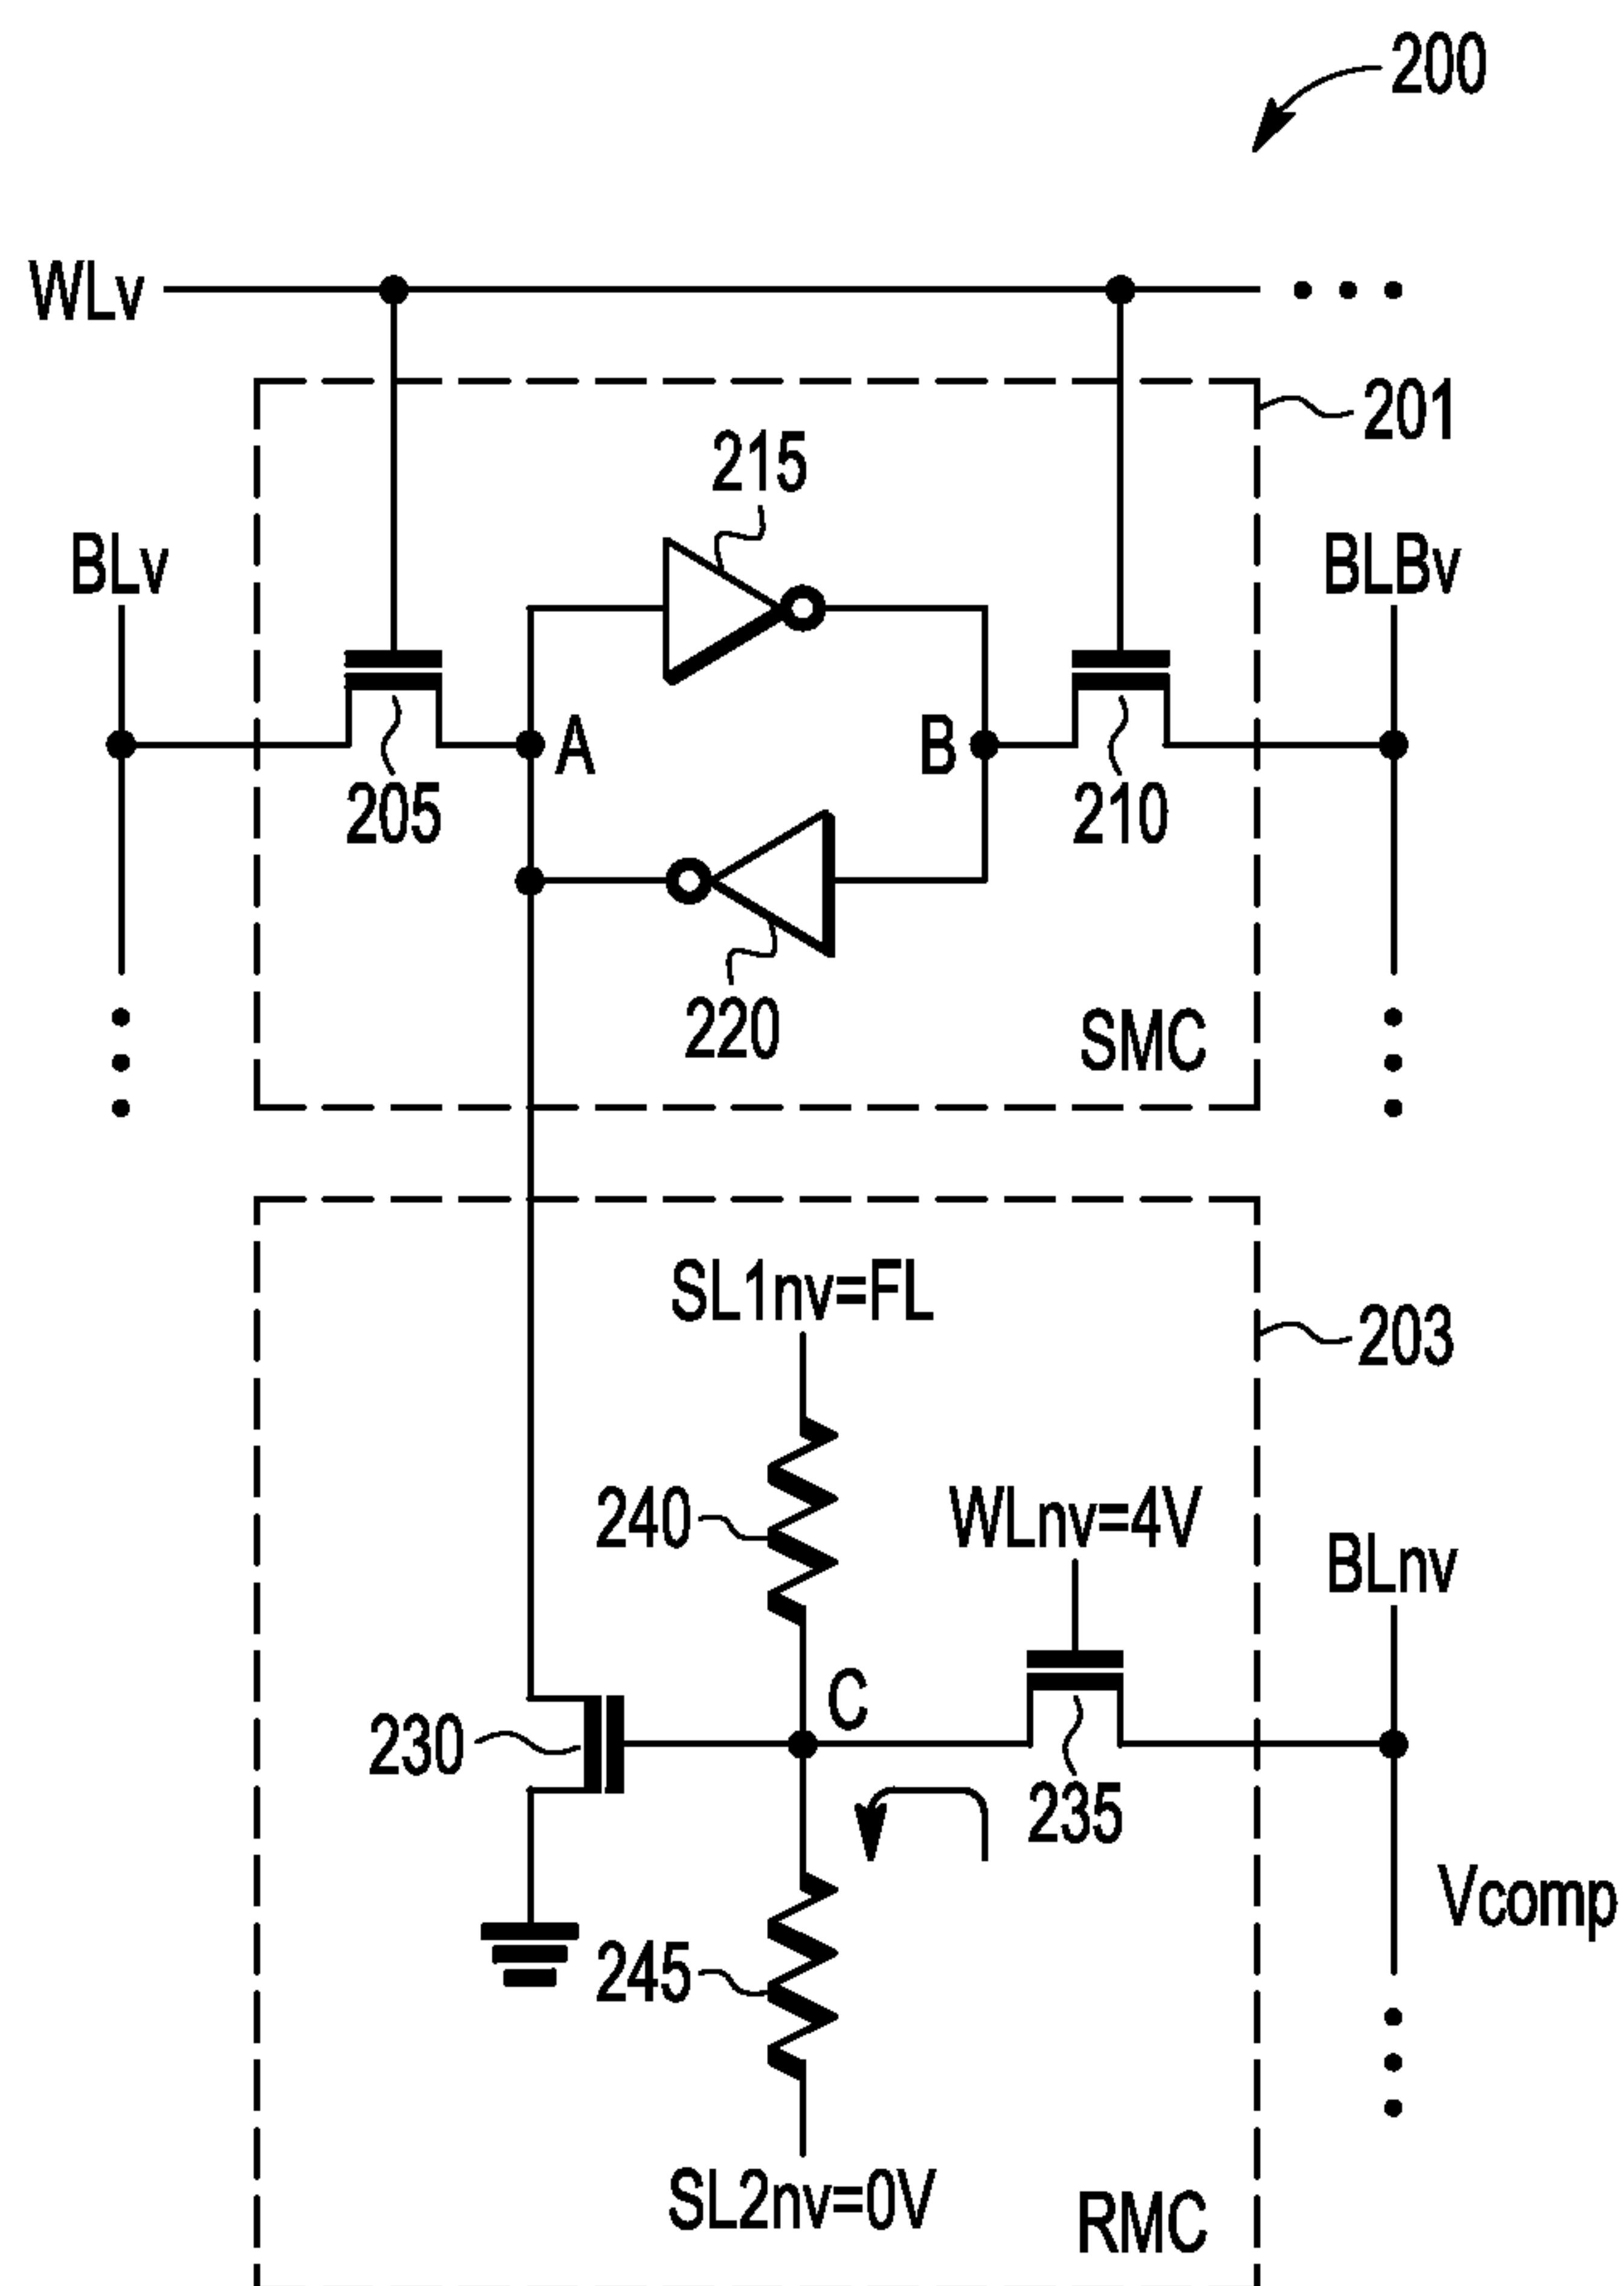 200
WLv
201
215
BLv
BLBv
A
B
205
210
220
SMC
SL1nv=FL
203
240
WLnv=4V
BLnv
C
230
235
Vcomp
245
SL2nv=0V
RMC